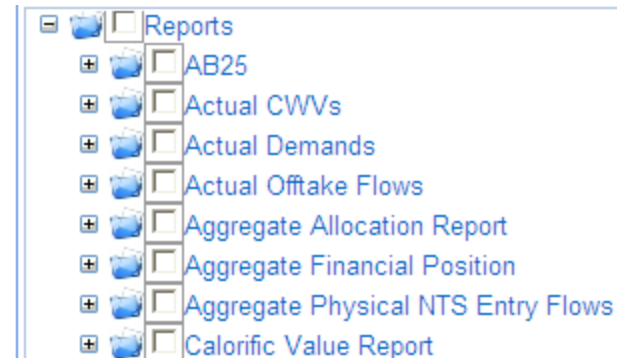 Reports
AB25
Actual CWVs
Actual Demands
Actual Offtake Flows
Aggregate Allocation Report
Aggregate Financial Position
Aggregate Physical NTS Entry Flows
Calorific Value Report